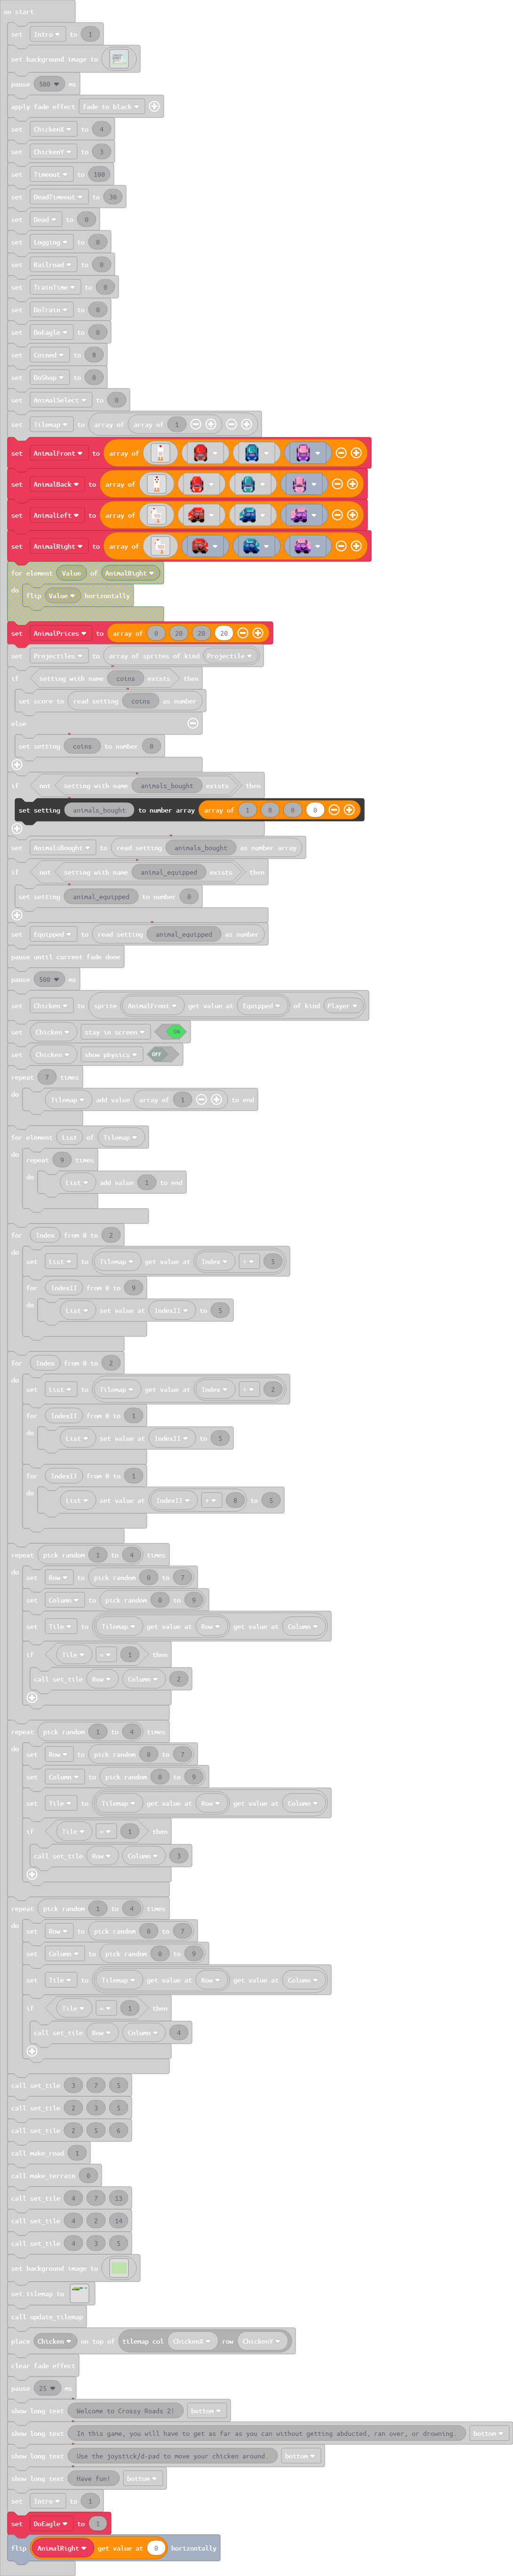 on start
set Intro to 1
set background image to
pause 500 ms
apply fade effect fade to black
set ChickenX to 4
set ChickenY to 3
set Timeout to 100
set DeadTimeout to 30
set Dead to 0
set Logging to 0
set Railroad to 0
set TrainTime to 0
set DoTrain to 0
set DoEagle to 0
set Coined to 0
set DoShop to 0
set AnimalSelect to 0
set Tilemap to array of array of 1
set AnimalFront to array of
set AnimalBack to array of
set AnimalLeft to array of
set AnimalRight to array of
for element Value of AnimalRight
do flip Value horizontally
set AnimalPrices to array of 0 20 20 20
set Projectiles to array of sprites of kind Projectile
if setting with name coins exists then
set score to read setting coins as number
else
set setting coins to number 0
if not setting with name animals_bought exists then
set setting animals_bought to number array array of 1 0 0 0
set AnimalsBought to read setting animals_bought as number array
if not setting with name animal_equipped exists then
set setting animal_equipped to number 0
set Equipped to read setting animal_equipped as number
pause until current fade done
pause 500 ms
set Chicken to sprite AnimalFront get value at Equipped of kind Player
set Chicken stay in screen ON
set Chicken show physics OFF
repeat 7 times
do Tilemap add value array of 1 to end
for element List of Tilemap
do repeat 9 times
do List add value 1 to end
for Index from 0 to 2
do set List to Tilemap get value at Index + 5
for IndexII from 0 to 9
do List set value at IndexII to 5
for Index from 0 to 2
do set List to Tilemap get value at Index + 2
for IndexII from 0 to 1
do List set value at IndexII to 5
for IndexII from 0 to 1
do List set value at IndexII + 8 to 5
repeat pick random 1 to 4 times
do set Row to pick random 0 to 7
set Column to pick random 0 to 9
set Tile to Tilemap get value at Row get value at Column
if Tile = 1 then
call set_tile Row Column 2
repeat pick random 1 to 4 times
do set Row to pick random 0 to 7
set Column to pick random 0 to 9
set Tile to Tilemap get value at Row get value at Column
if Tile = 1 then
call set_tile Row Column 3
repeat pick random 1 to 4 times
do set Row to pick random 0 to 7
set Column to pick random 0 to 9
set Tile to Tilemap get value at Row get value at Column
if Tile = 1 then
call set_tile Row Column 4
call set_tile 3 7 5
call set_tile 2 3 5
call set_tile 2 5 6
call make_road 1
call make_terrain 0
call set_tile 4 7 13
call set_tile 4 2 14
call set_tile 4 3 5
set background image to
set tilemap to
call update_tilemap
place Chicken on top of tilemap col ChickenX row ChickenY
clear fade effect
pause 25 ms
show long text Welcome to Crossy Roads 2! bottom
show long text In this game, you will have to get as far as you can without getting abducted, ran over, or drowning. bottom
show long text Use the joystick/d-pad to move your chicken around. bottom
show long text Have fun! bottom
set Intro to 1
set DoEagle to 1
flip AnimalRight get value at 0 horizontally